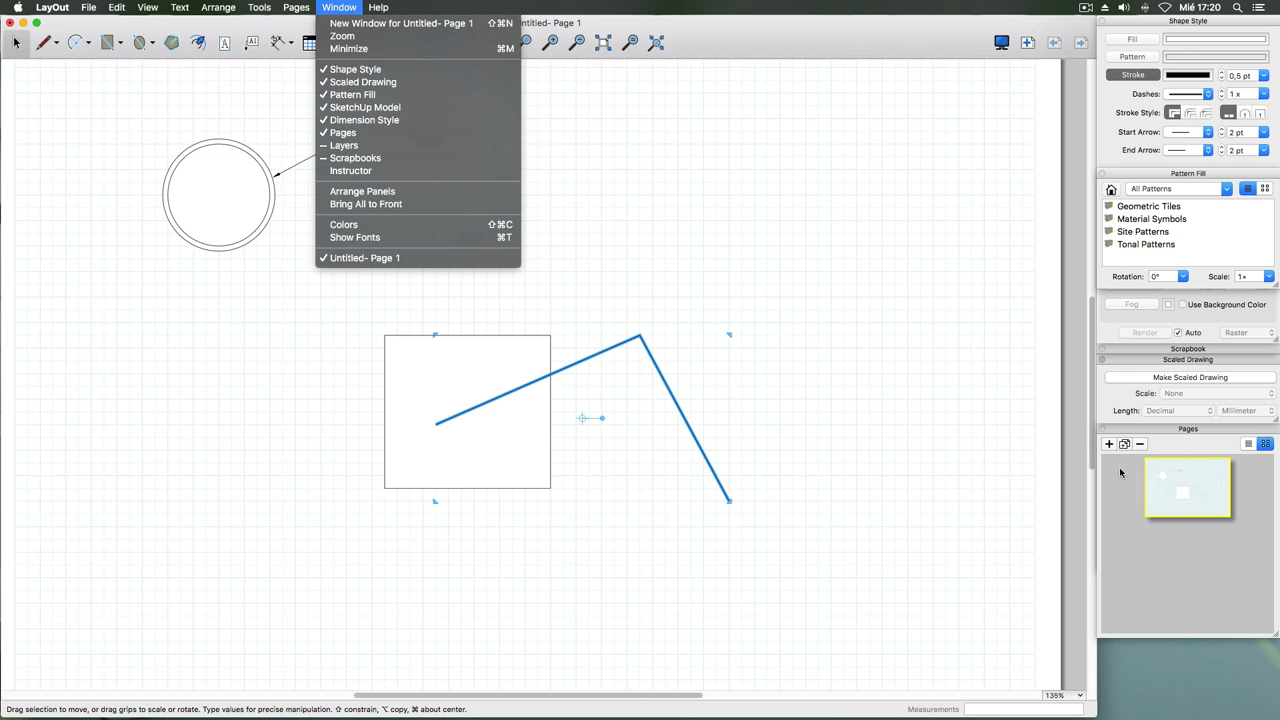 LayOut File Edit View Text Arrange Tools Pages Window Help
Mié 17:20
ntitled- Page 1
A
A1
New Window for Untitled- Page 1 ⇧⌘N
Zoom
Minimize ⌘M
✓ Shape Style
✓ Scaled Drawing
✓ Pattern Fill
✓ SketchUp Model
✓ Dimension Style
✓ Pages
– Layers
– Scrapbooks
Instructor
Arrange Panels
Bring All to Front
Colors ⇧⌘C
Show Fonts ⌘T
✓ Untitled- Page 1
Shape Style
Fill
Pattern
Stroke 0,5 pt
Dashes: 1 x
Stroke Style:
Start Arrow: 2 pt
End Arrow: 2 pt
Pattern Fill
All Patterns
Geometric Tiles
Material Symbols
Site Patterns
Tonal Patterns
Rotation: 0° Scale: 1×
Fog Use Background Color
Render Auto Raster
Scrapbook
Scaled Drawing
Make Scaled Drawing
Scale: None
Length: Decimal Millimeter
Pages
135%
Drag selection to move, or drag grips to scale or rotate. Type values for precise manipulation. ⇧ constrain, ⌥ copy, ⌘ about center. Measurements